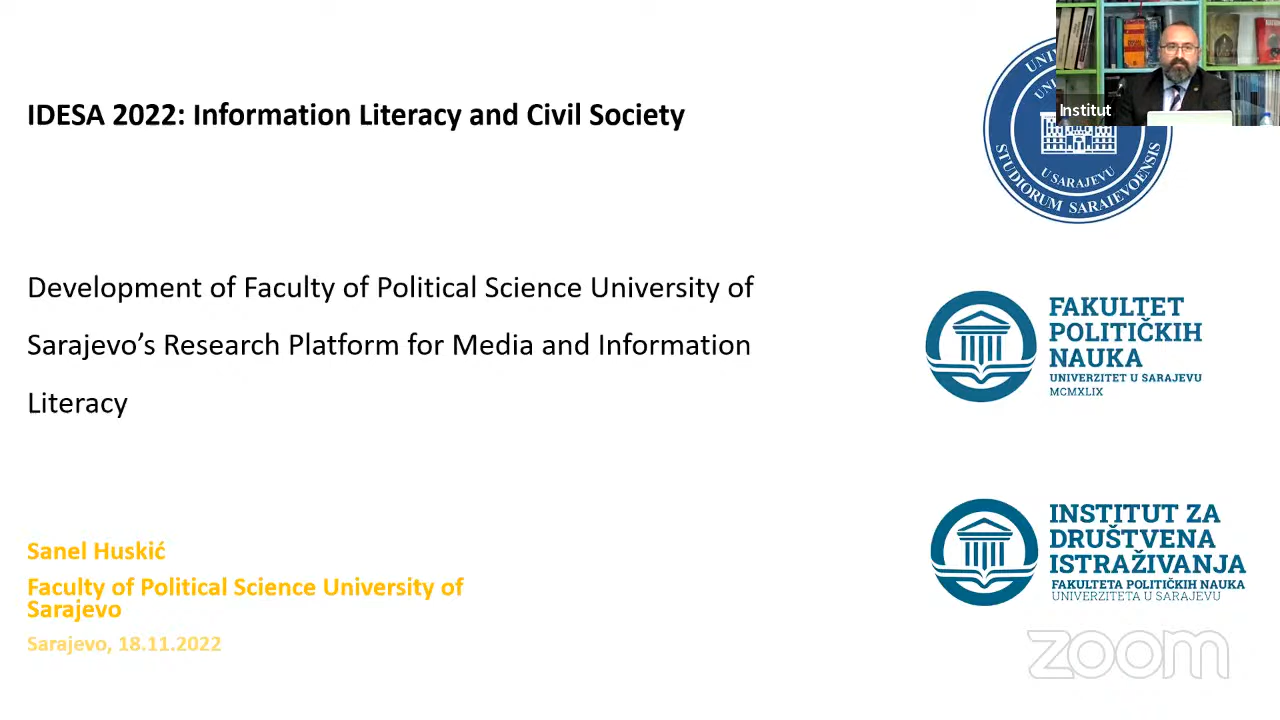 IDESA 2022: Information Literacy and Civil Society
Institut
U SARAJEVU
STUDIORUM SARAIEVOENSIS
Development of Faculty of Political Science University of
Sarajevo’s Research Platform for Media and Information
Literacy
FAKULTET
POLITIČKIH
NAUKA
UNIVERZITET U SARAJEVU
MCMXLIX
Sanel Huskić
Faculty of Political Science University of
Sarajevo
Sarajevo, 18.11.2022
INSTITUT ZA
DRUŠTVENA
ISTRAŽIVANJA
FAKULTETA POLITIČKIH NAUKA
UNIVERZITETA U SARAJEVU
zoom